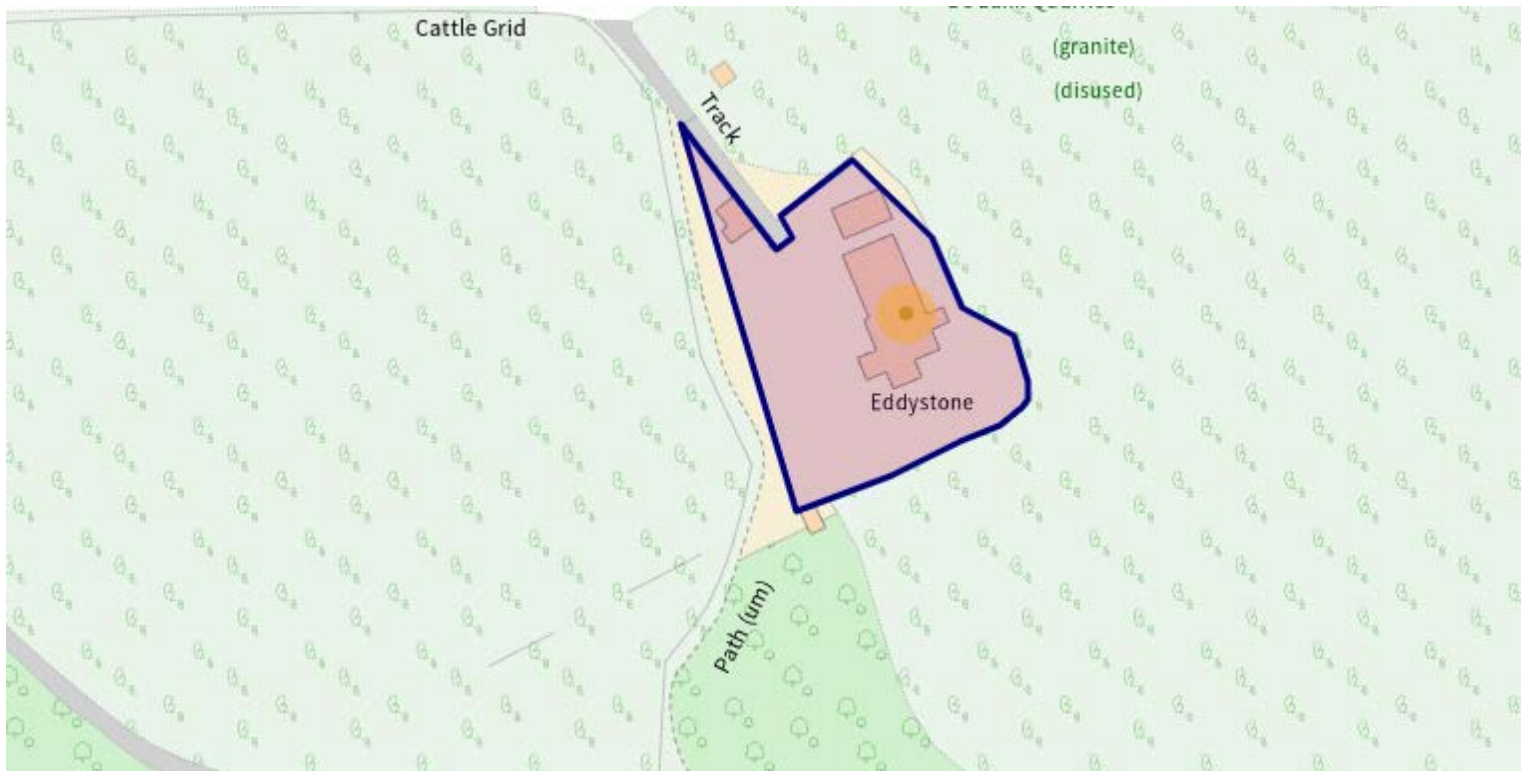 Cattle Grid
(granite)
(disused)
Track
Eddystone
Path (um)